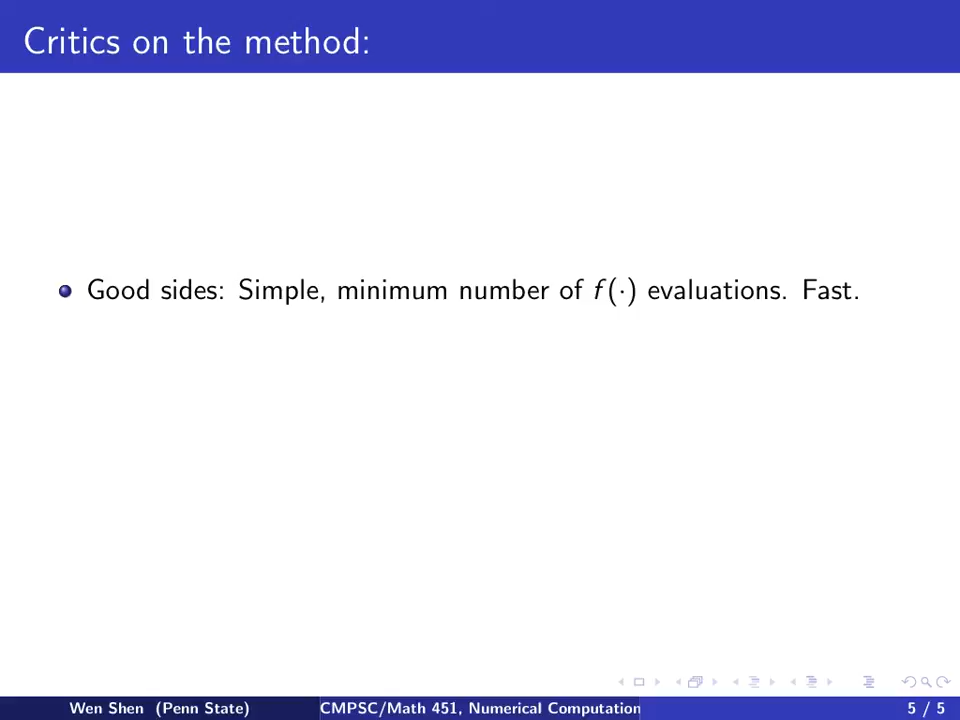 Critics on the method:
Good sides: Simple, minimum number of f(·) evaluations. Fast.
Wen Shen (Penn State)
CMPSC/Math 451, Numerical Computation
5 / 5